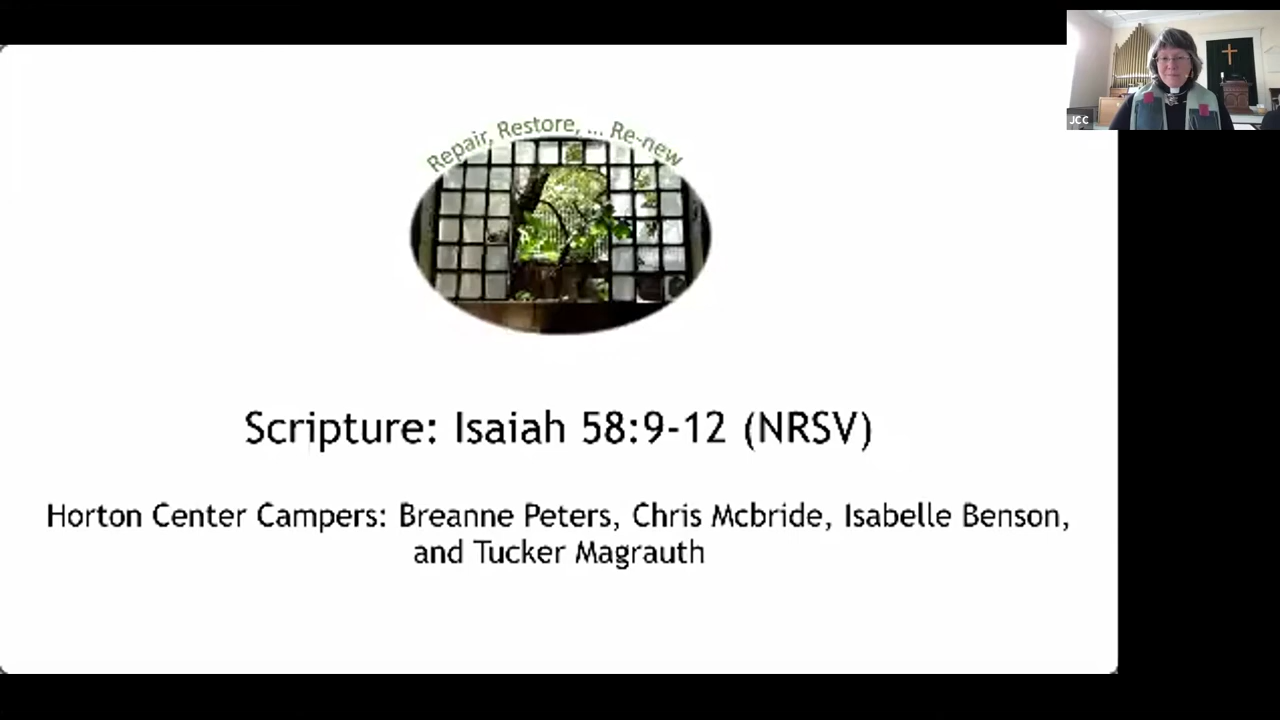 Repair, Restore, ... Re-new
JCC
Scripture: Isaiah 58:9-12 (NRSV)
Horton Center Campers: Breanne Peters, Chris Mcbride, Isabelle Benson,
and Tucker Magrauth